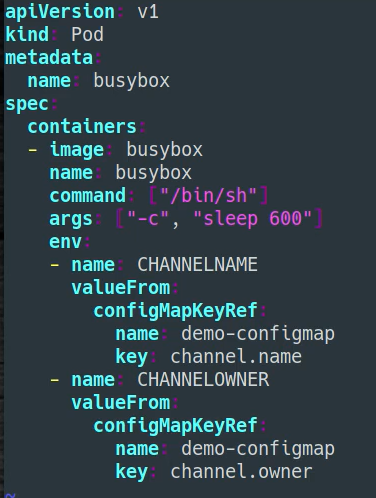 apiVersion: v1
kind: Pod
metadata:
  name: busybox
spec:
  containers:
  - image: busybox
    name: busybox
    command: ["/bin/sh"]
    args: ["-c", "sleep 600"]
    env:
    - name: CHANNELNAME
      valueFrom:
        configMapKeyRef:
          name: demo-configmap
          key: channel.name
    - name: CHANNELOWNER
      valueFrom:
        configMapKeyRef:
          name: demo-configmap
          key: channel.owner
~